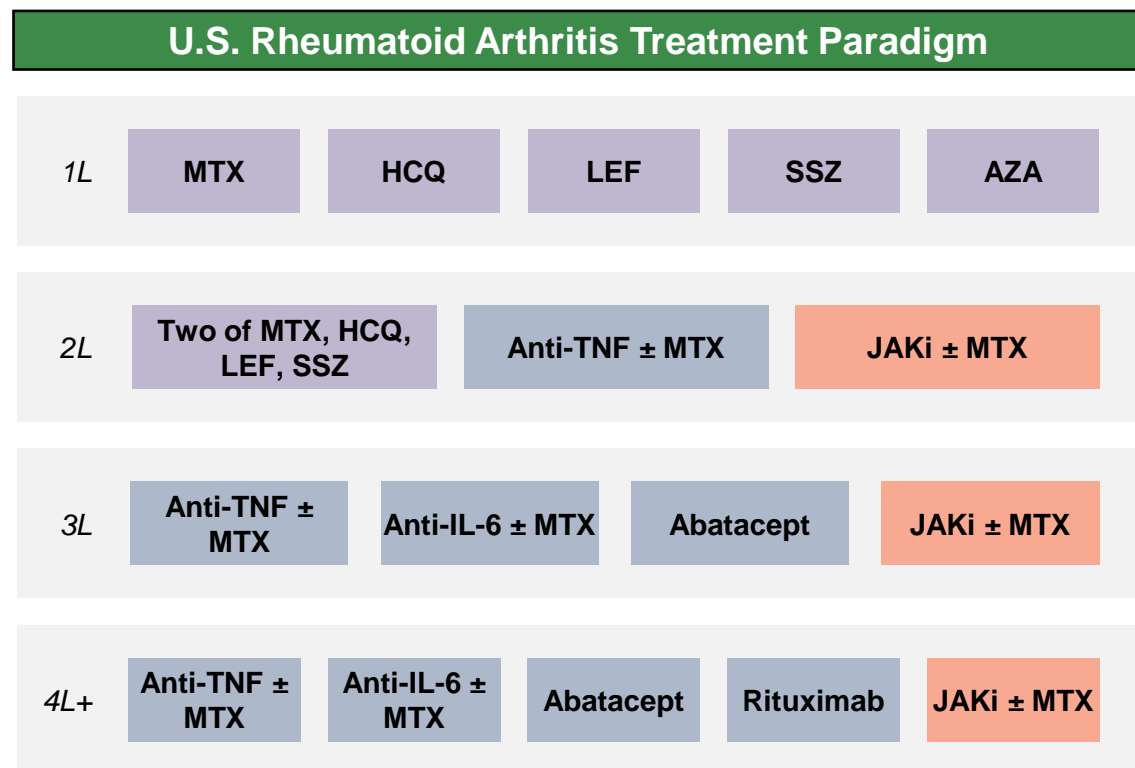 U.S. Rheumatoid Arthritis Treatment Paradigm
1L
MTX
HCQ
LEF
SSZ
AZA
2L
Two of MTX, HCQ,
LEF, SSZ
Anti-TNF ± MTX
JAKi ± MTX
3L
Anti-TNF ±
MTX
Anti-IL-6 ± MTX
Abatacept
JAKi ± MTX
4L+
Anti-TNF ±
MTX
Anti-IL-6 ±
MTX
Abatacept
Rituximab
JAKi ± MTX